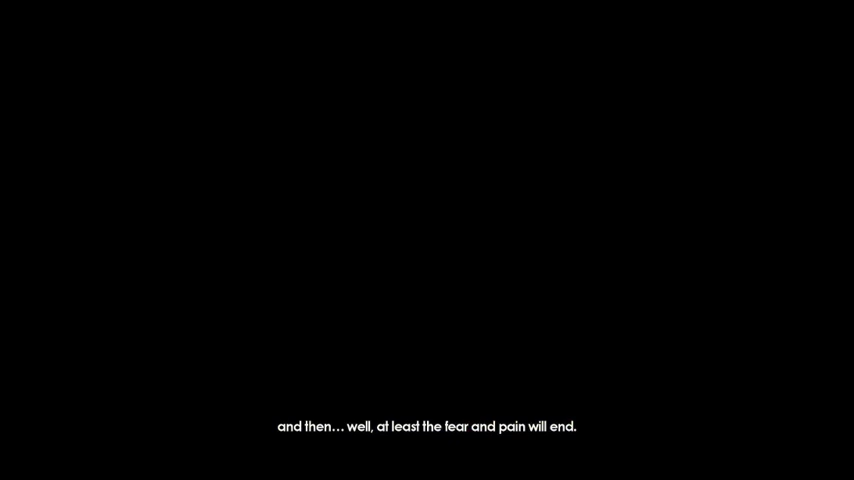 and then... well, at least the fear and pain will end.